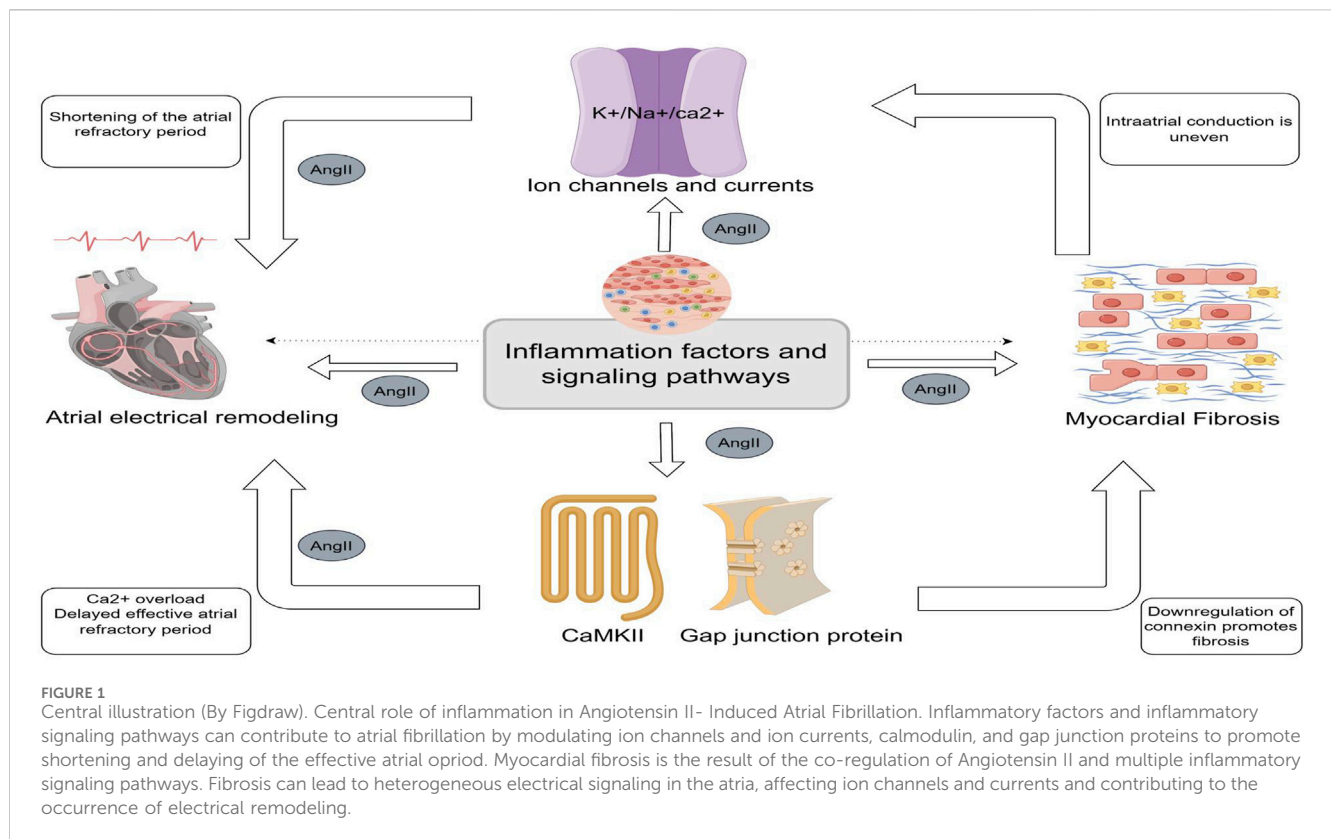 K+/Na+/ca2+
Ion channels and currents
Shortening of the atrial
refractory period
AngII
Intraatrial conduction is
uneven
AngII
Inflammation factors and
signaling pathways
AngII
AngII
Atrial electrical remodeling
Myocardial Fibrosis
AngII
AngII
Ca2+ overload
Delayed effective atrial
refractory period
CaMKII
Gap junction protein
Downregulation of
connexin promotes
fibrosis
FIGURE 1
Central illustration (By Figdraw). Central role of inflammation in Angiotensin II- Induced Atrial Fibrillation. Inflammatory factors and inflammatory
signaling pathways can contribute to atrial fibrillation by modulating ion channels and ion currents, calmodulin, and gap junction proteins to promote
shortening and delaying of the effective atrial opriod. Myocardial fibrosis is the result of the co-regulation of Angiotensin II and multiple inflammatory
signaling pathways. Fibrosis can lead to heterogeneous electrical signaling in the atria, affecting ion channels and currents and contributing to the
occurrence of electrical remodeling.